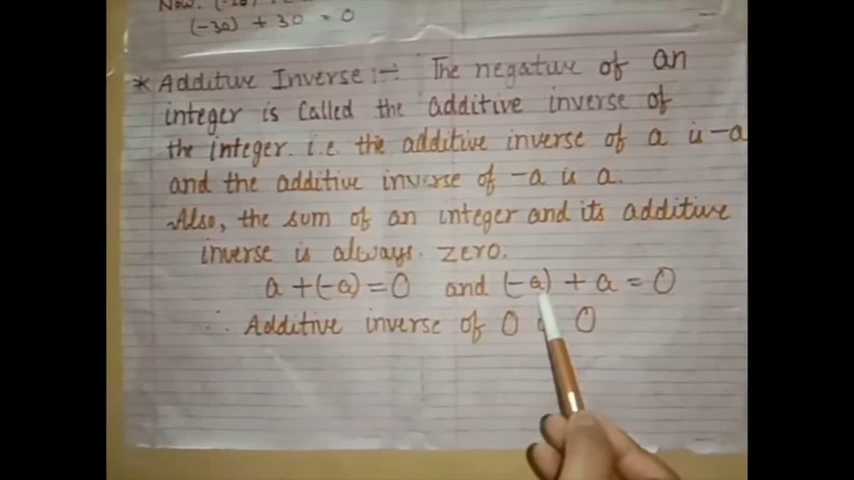 Now.
(-30) + 30 = 0
* Additive Inverse :- The negative of an
integer is called the additive inverse of
the integer. i.e. the additive inverse of a is -a
and the additive inverse of -a is a.
Also, the sum of an integer and its additive
inverse is always zero.
a + (-a) = 0 and (-a) + a = 0
∴ Additive inverse of 0 0